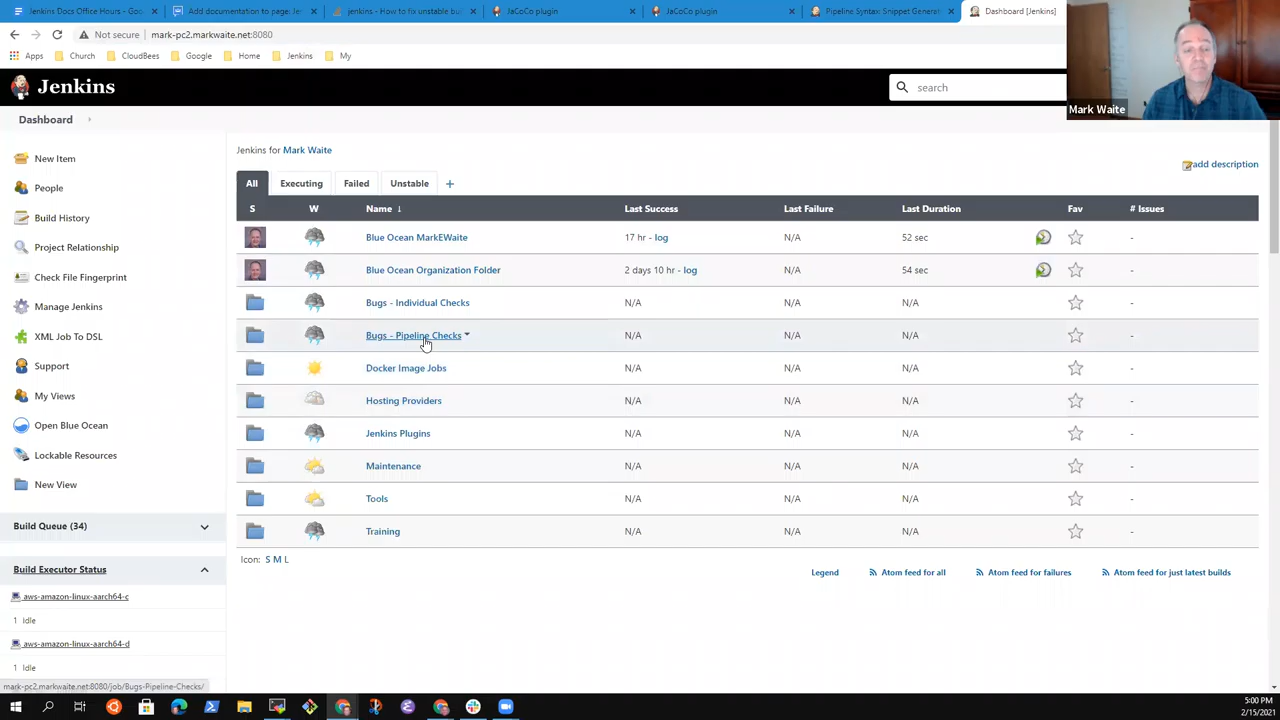 Jenkins Docs Office Hours - Goo
Add documentation to page: Jen
jenkins - How to fix unstable bu
JaCoCo plugin
JaCoCo plugin
Pipeline Syntax: Snippet Generat
Dashboard [Jenkins]
Not secure
mark-pc2.markwaite.net:8080
Apps
Church
CloudBees
Google
Home
Jenkins
My
Jenkins
search
Mark Waite
Dashboard
New Item
People
Build History
Project Relationship
Check File Fingerprint
Manage Jenkins
XML Job To DSL
Support
My Views
Open Blue Ocean
Lockable Resources
New View
Build Queue (34)
Build Executor Status
aws-amazon-linux-aarch64-c
1 Idle
aws-amazon-linux-aarch64-d
1 Idle
mark-pc2.markwaite.net:8080/job/Bugs-Pipeline-Checks/
Jenkins for Mark Waite
add description
All
Executing
Failed
Unstable
+
S W Name ↓ Last Success Last Failure Last Duration Fav # Issues
Blue Ocean MarkEWaite 17 hr - log N/A 52 sec -
Blue Ocean Organization Folder 2 days 10 hr - log N/A 54 sec -
Bugs - Individual Checks N/A N/A N/A -
Bugs - Pipeline Checks N/A N/A N/A -
Docker Image Jobs N/A N/A N/A -
Hosting Providers N/A N/A N/A -
Jenkins Plugins N/A N/A N/A -
Maintenance N/A N/A N/A -
Tools N/A N/A N/A -
Training N/A N/A N/A -
Icon: S M L
Legend
Atom feed for all
Atom feed for failures
Atom feed for just latest builds
5:00 PM
2/15/2021